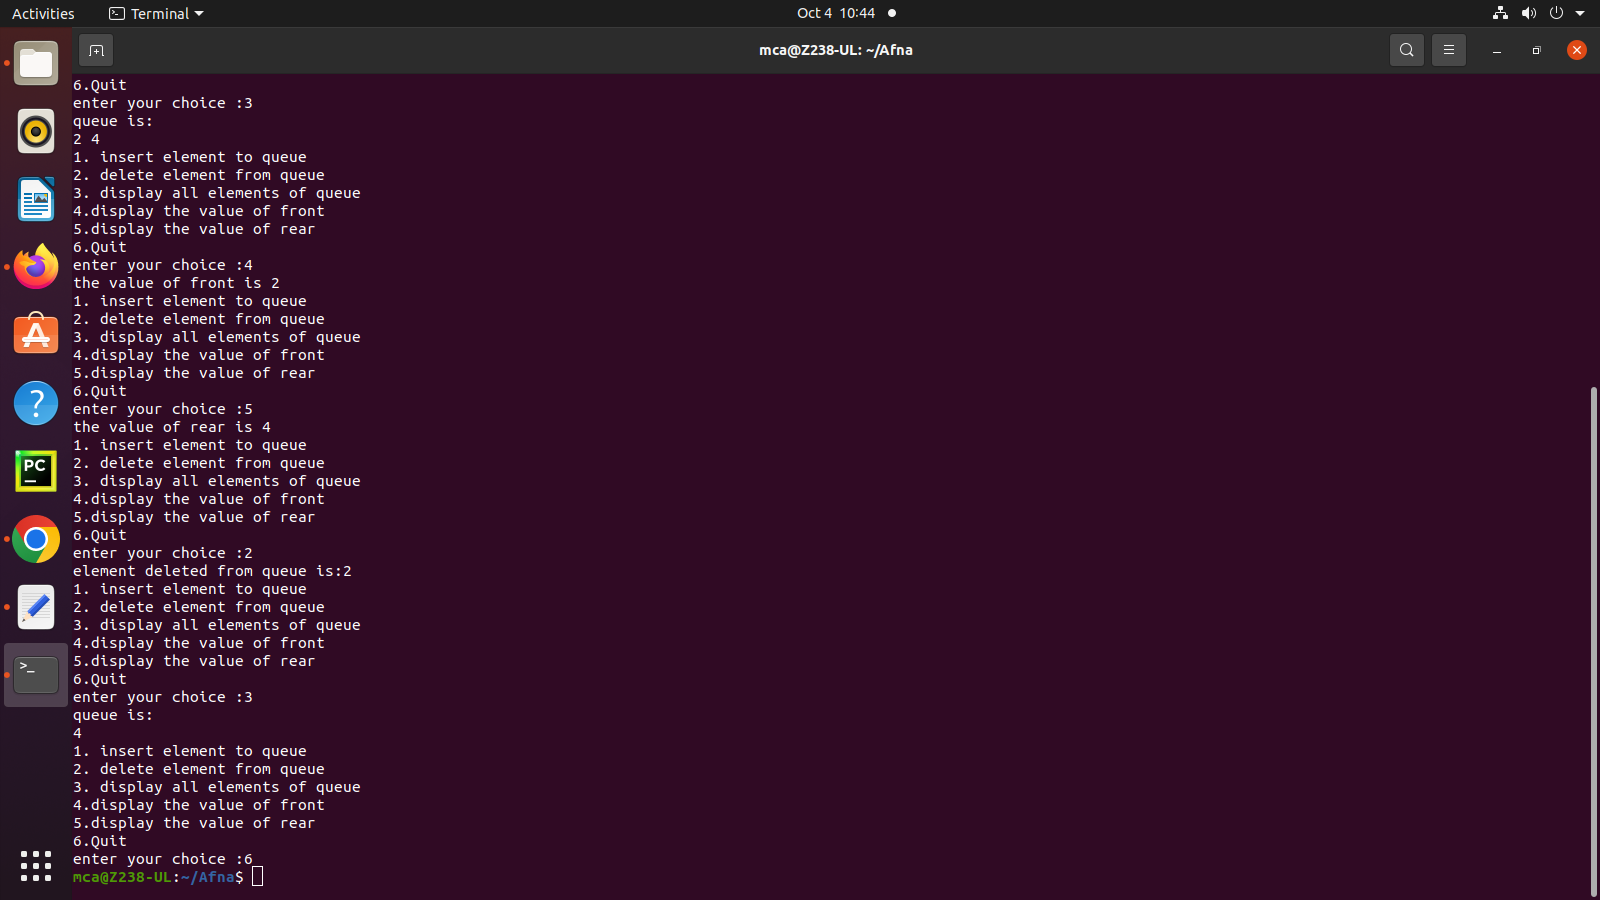 Activities
Terminal
Oct 4 10:44
mca@Z238-UL: ~/Afna
6.Quit
enter your choice :3
queue is:
2 4
1. insert element to queue
2. delete element from queue
3. display all elements of queue
4.display the value of front
5.display the value of rear
6.Quit
enter your choice :4
the value of front is 2
1. insert element to queue
2. delete element from queue
3. display all elements of queue
4.display the value of front
5.display the value of rear
6.Quit
enter your choice :5
the value of rear is 4
1. insert element to queue
2. delete element from queue
3. display all elements of queue
4.display the value of front
5.display the value of rear
6.Quit
enter your choice :2
element deleted from queue is:2
1. insert element to queue
2. delete element from queue
3. display all elements of queue
4.display the value of front
5.display the value of rear
6.Quit
enter your choice :3
queue is:
4
1. insert element to queue
2. delete element from queue
3. display all elements of queue
4.display the value of front
5.display the value of rear
6.Quit
enter your choice :6
mca@Z238-UL:~/Afna$
PC